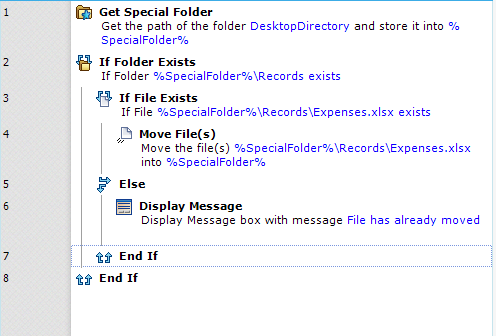 1 Get Special Folder
Get the path of the folder DesktopDirectory and store it into %
SpecialFolder%
2 If Folder Exists
If Folder %SpecialFolder%\Records exists
3 If File Exists
If File %SpecialFolder%\Records\Expenses.xlsx exists
4 Move File(s)
Move the file(s) %SpecialFolder%\Records\Expenses.xlsx
into %SpecialFolder%
5 Else
6 Display Message
Display Message box with message File has already moved
7 End If
8 End If